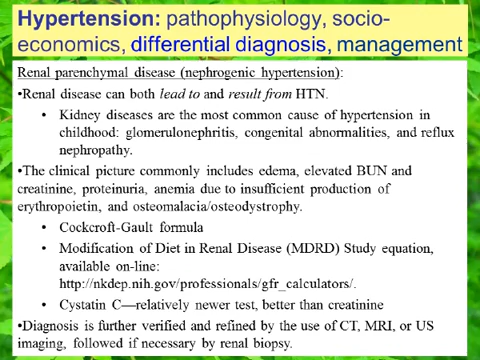 Hypertension: pathophysiology, socio-
economics, differential diagnosis, management
Renal parenchymal disease (nephrogenic hypertension):
•Renal disease can both lead to and result from HTN.
• Kidney diseases are the most common cause of hypertension in
childhood: glomerulonephritis, congenital abnormalities, and reflux
nephropathy.
•The clinical picture commonly includes edema, elevated BUN and
creatinine, proteinuria, anemia due to insufficient production of
erythropoietin, and osteomalacia/osteodystrophy.
• Cockcroft-Gault formula
• Modification of Diet in Renal Disease (MDRD) Study equation,
available on-line:
http://nkdep.nih.gov/professionals/gfr_calculators/.
• Cystatin C—relatively newer test, better than creatinine
•Diagnosis is further verified and refined by the use of CT, MRI, or US
imaging, followed if necessary by renal biopsy.